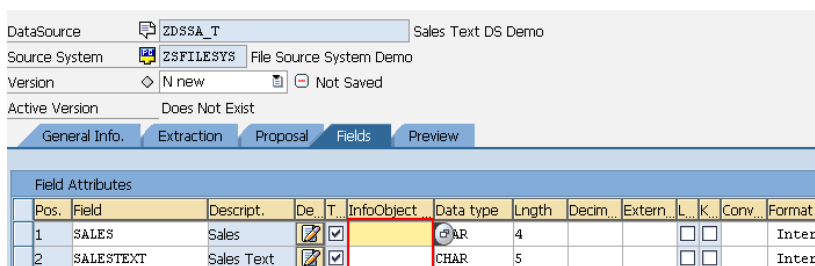 DataSource ZDSSA_T Sales Text DS Demo
Source System ZSFILESYS File Source System Demo
Version N new Not Saved
Active Version Does Not Exist
General Info. Extraction Proposal Fields Preview
Field Attributes
Pos. Field Descript. De... T... InfoObject ... Data type Lngth Decim... Extern... L... K... Conv... Format
1 SALES Sales AR 4 Inter
2 SALESTEXT Sales Text CHAR 5 Inter